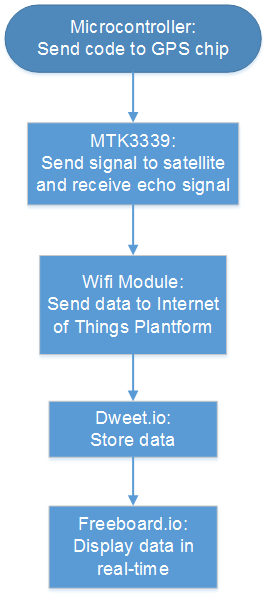 Microcontroller:
Send code to GPS chip
MTK3339:
Send signal to satellite
and receive echo signal
Wifi Module:
Send data to Internet
of Things Plantform
Dweet.io:
Store data
Freeboard.io:
Display data in
real-time